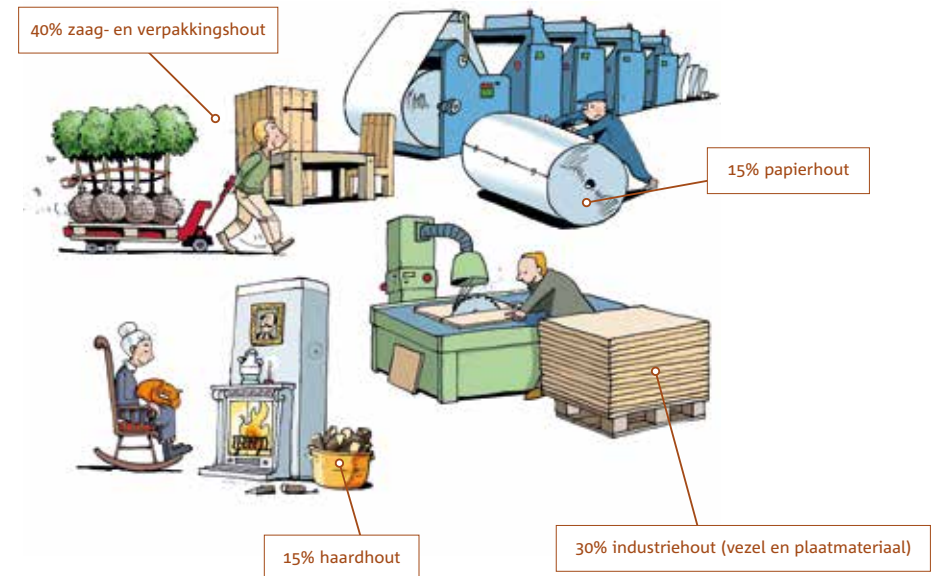 40% zaag- en verpakkingshout
15% papierhout
15% haardhout
30% industriehout (vezel en plaatmateriaal)